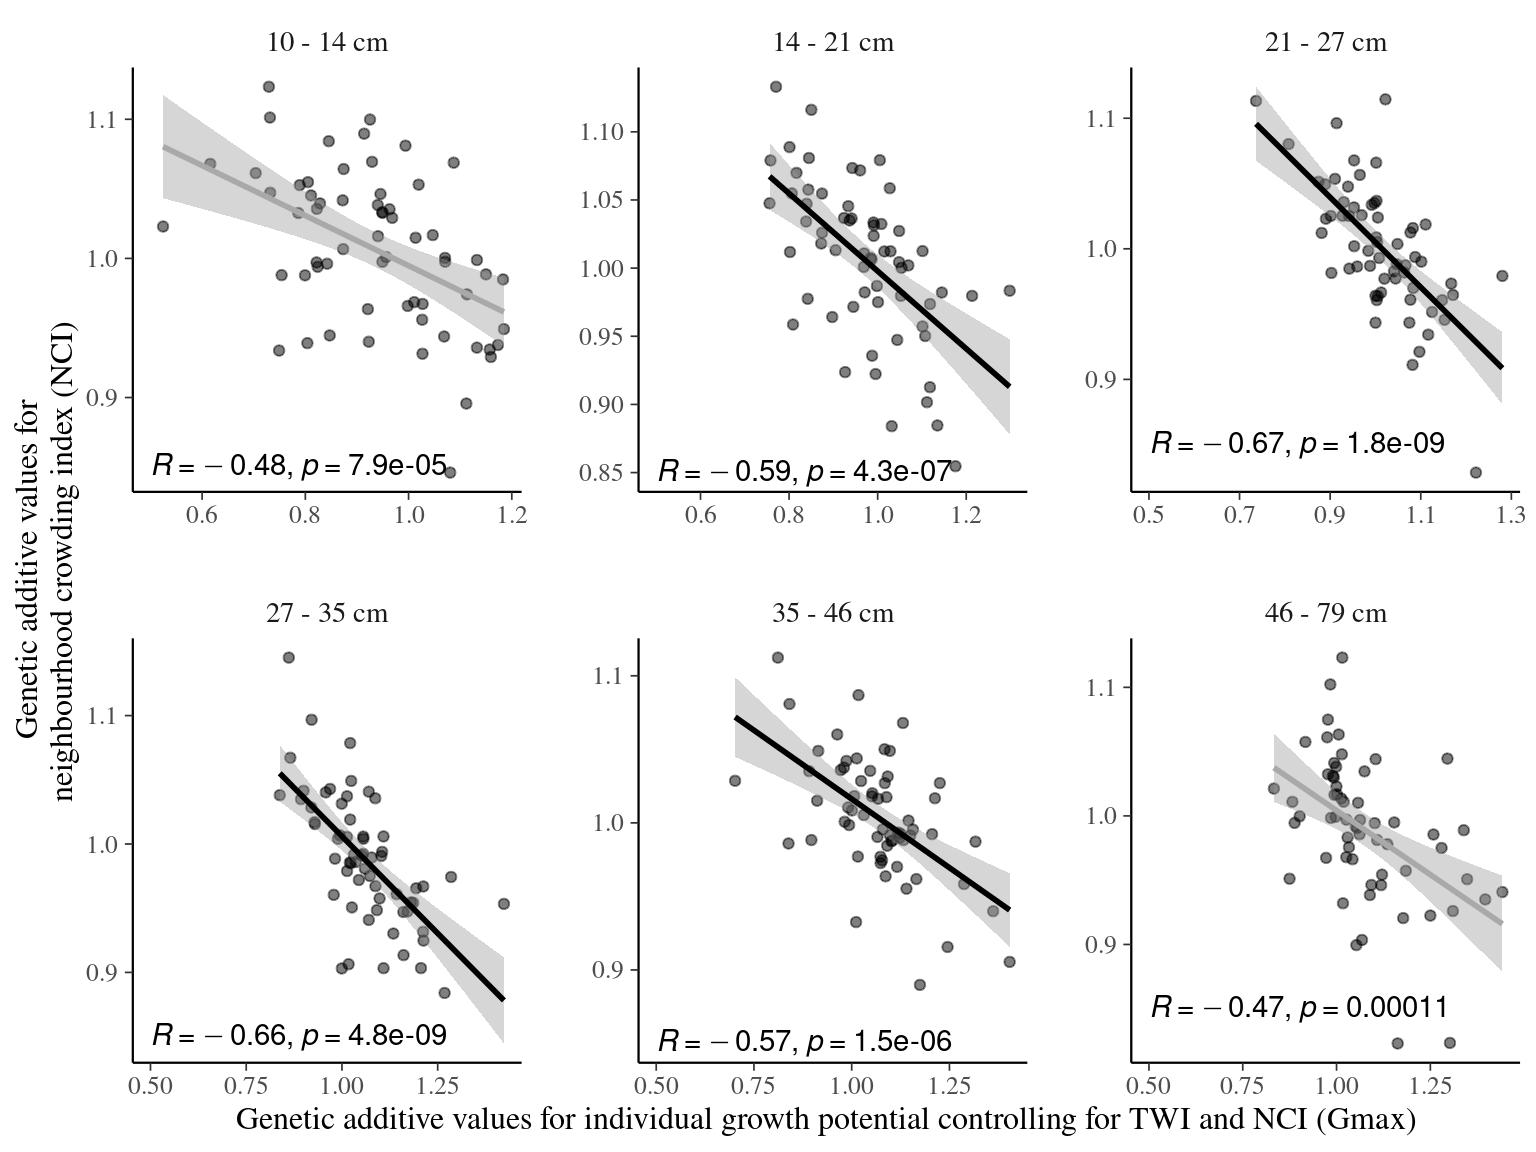 10 - 14 cm
14 - 21 cm
21 - 27 cm
1.1
1.0
0.9
R = − 0.48, p = 7.9e-05
0.6 0.8 1.0 1.2
1.10
1.05
1.00
0.95
0.90
0.85
R = − 0.59, p = 4.3e-07
0.6 0.8 1.0 1.2
1.1
1.0
0.9
R = − 0.67, p = 1.8e-09
0.5 0.7 0.9 1.1 1.3
Genetic additive values for
neighbourhood crowding index (NCI)
27 - 35 cm
35 - 46 cm
46 - 79 cm
1.1
1.0
0.9
R = − 0.66, p = 4.8e-09
0.50 0.75 1.00 1.25
1.1
1.0
0.9
R = − 0.57, p = 1.5e-06
0.50 0.75 1.00 1.25
1.1
1.0
0.9
R = − 0.47, p = 0.00011
0.50 0.75 1.00 1.25
Genetic additive values for individual growth potential controlling for TWI and NCI (Gmax)